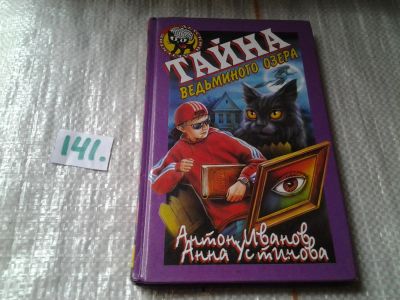 ТАЙНА
ВЕДЬМИНОГО ОЗЕРА
141.
Антон Иванов
Анна Устинова